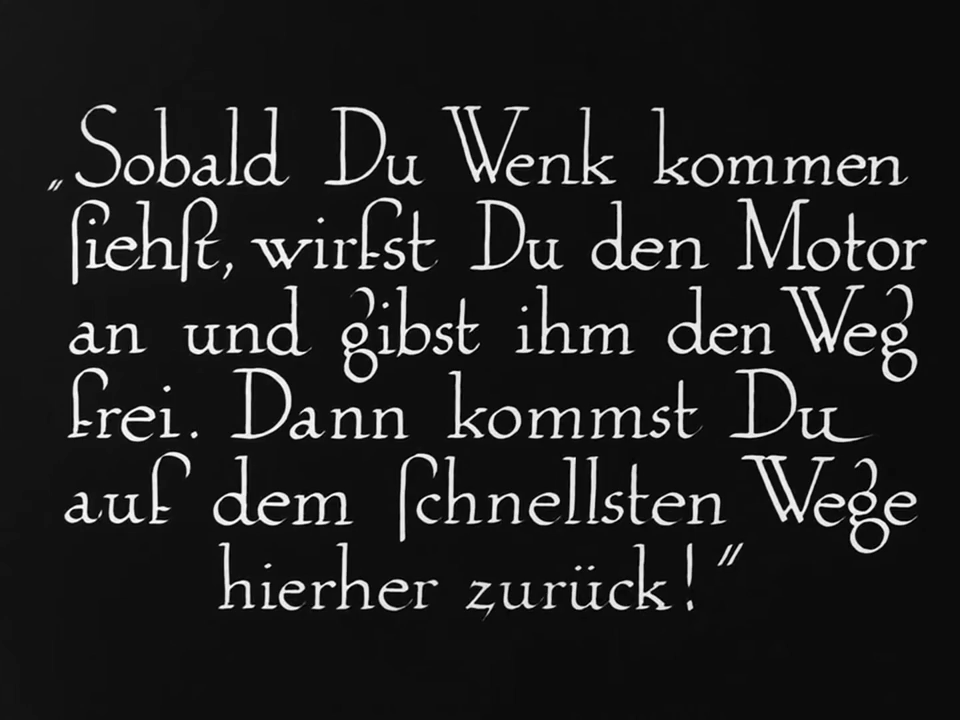 „Sobald Du Wenk kommen
ſiehſt, wirfst Du den Motor
an und gibst ihm den Weg
frei. Dann kommst Du
auf dem ſchnellsten Wege
hierher zurück!“